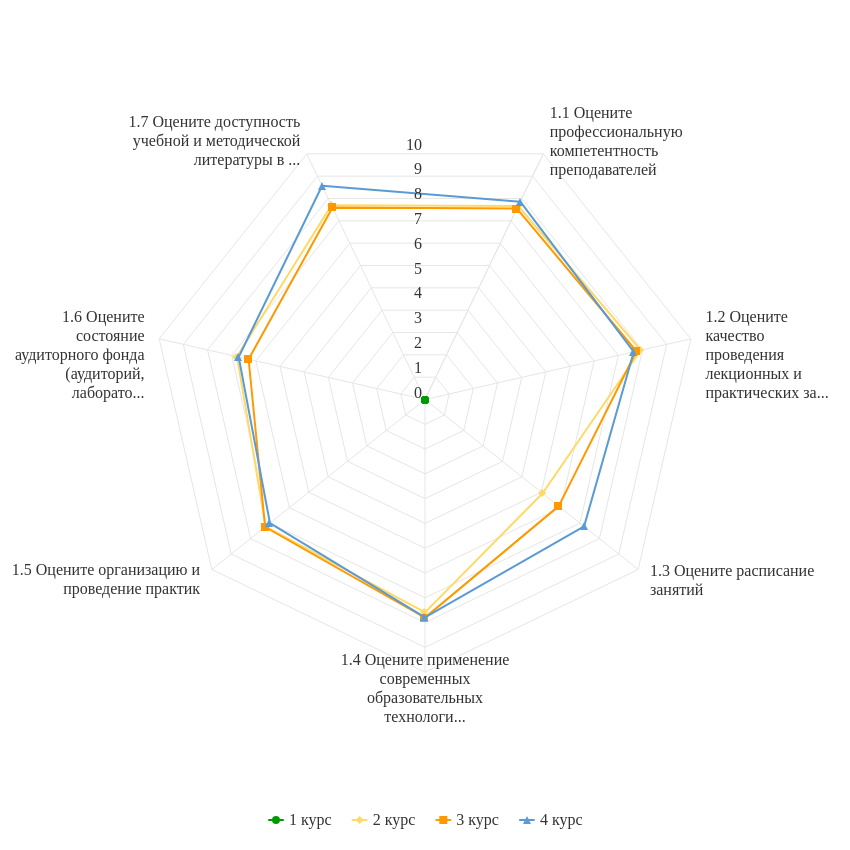 1.1 Оцените
профессиональную
компетентность
преподавателей
1.2 Оцените
качество
проведения
лекционных и
практических за...
1.3 Оцените расписание
занятий
1.4 Оцените применение
современных
образовательных
технологи...
1.5 Оцените организацию и
проведение практик
1.6 Оцените
состояние
аудиторного фонда
(аудиторий,
лаборато...
1.7 Оцените доступность
учебной и методической
литературы в ...
10
9
8
7
6
5
4
3
2
1
0
1 курс 2 курс 3 курс 4 курс